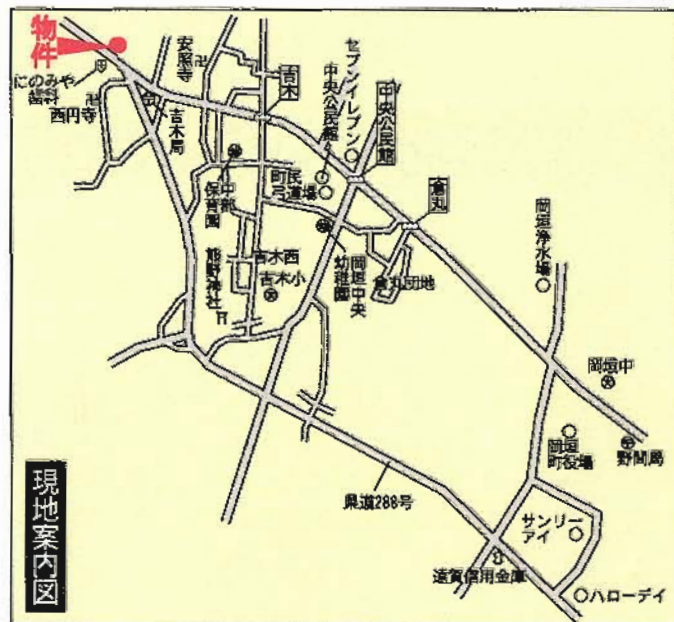 物件
にのみや
歯科
西円寺
安照寺
吉木局
吉木
セブンイレブン
中央公民館
中央公民館
倉丸
中部
保育園
町民
弓道場
岡垣中央
幼稚園
倉丸団地
吉木西
吉木小
熊野神社
岡垣浄水場
岡垣中
岡垣
町役場
野間局
県道288号
サンリー
アイ
遠賀信用金庫
ハローデイ
現地案内図